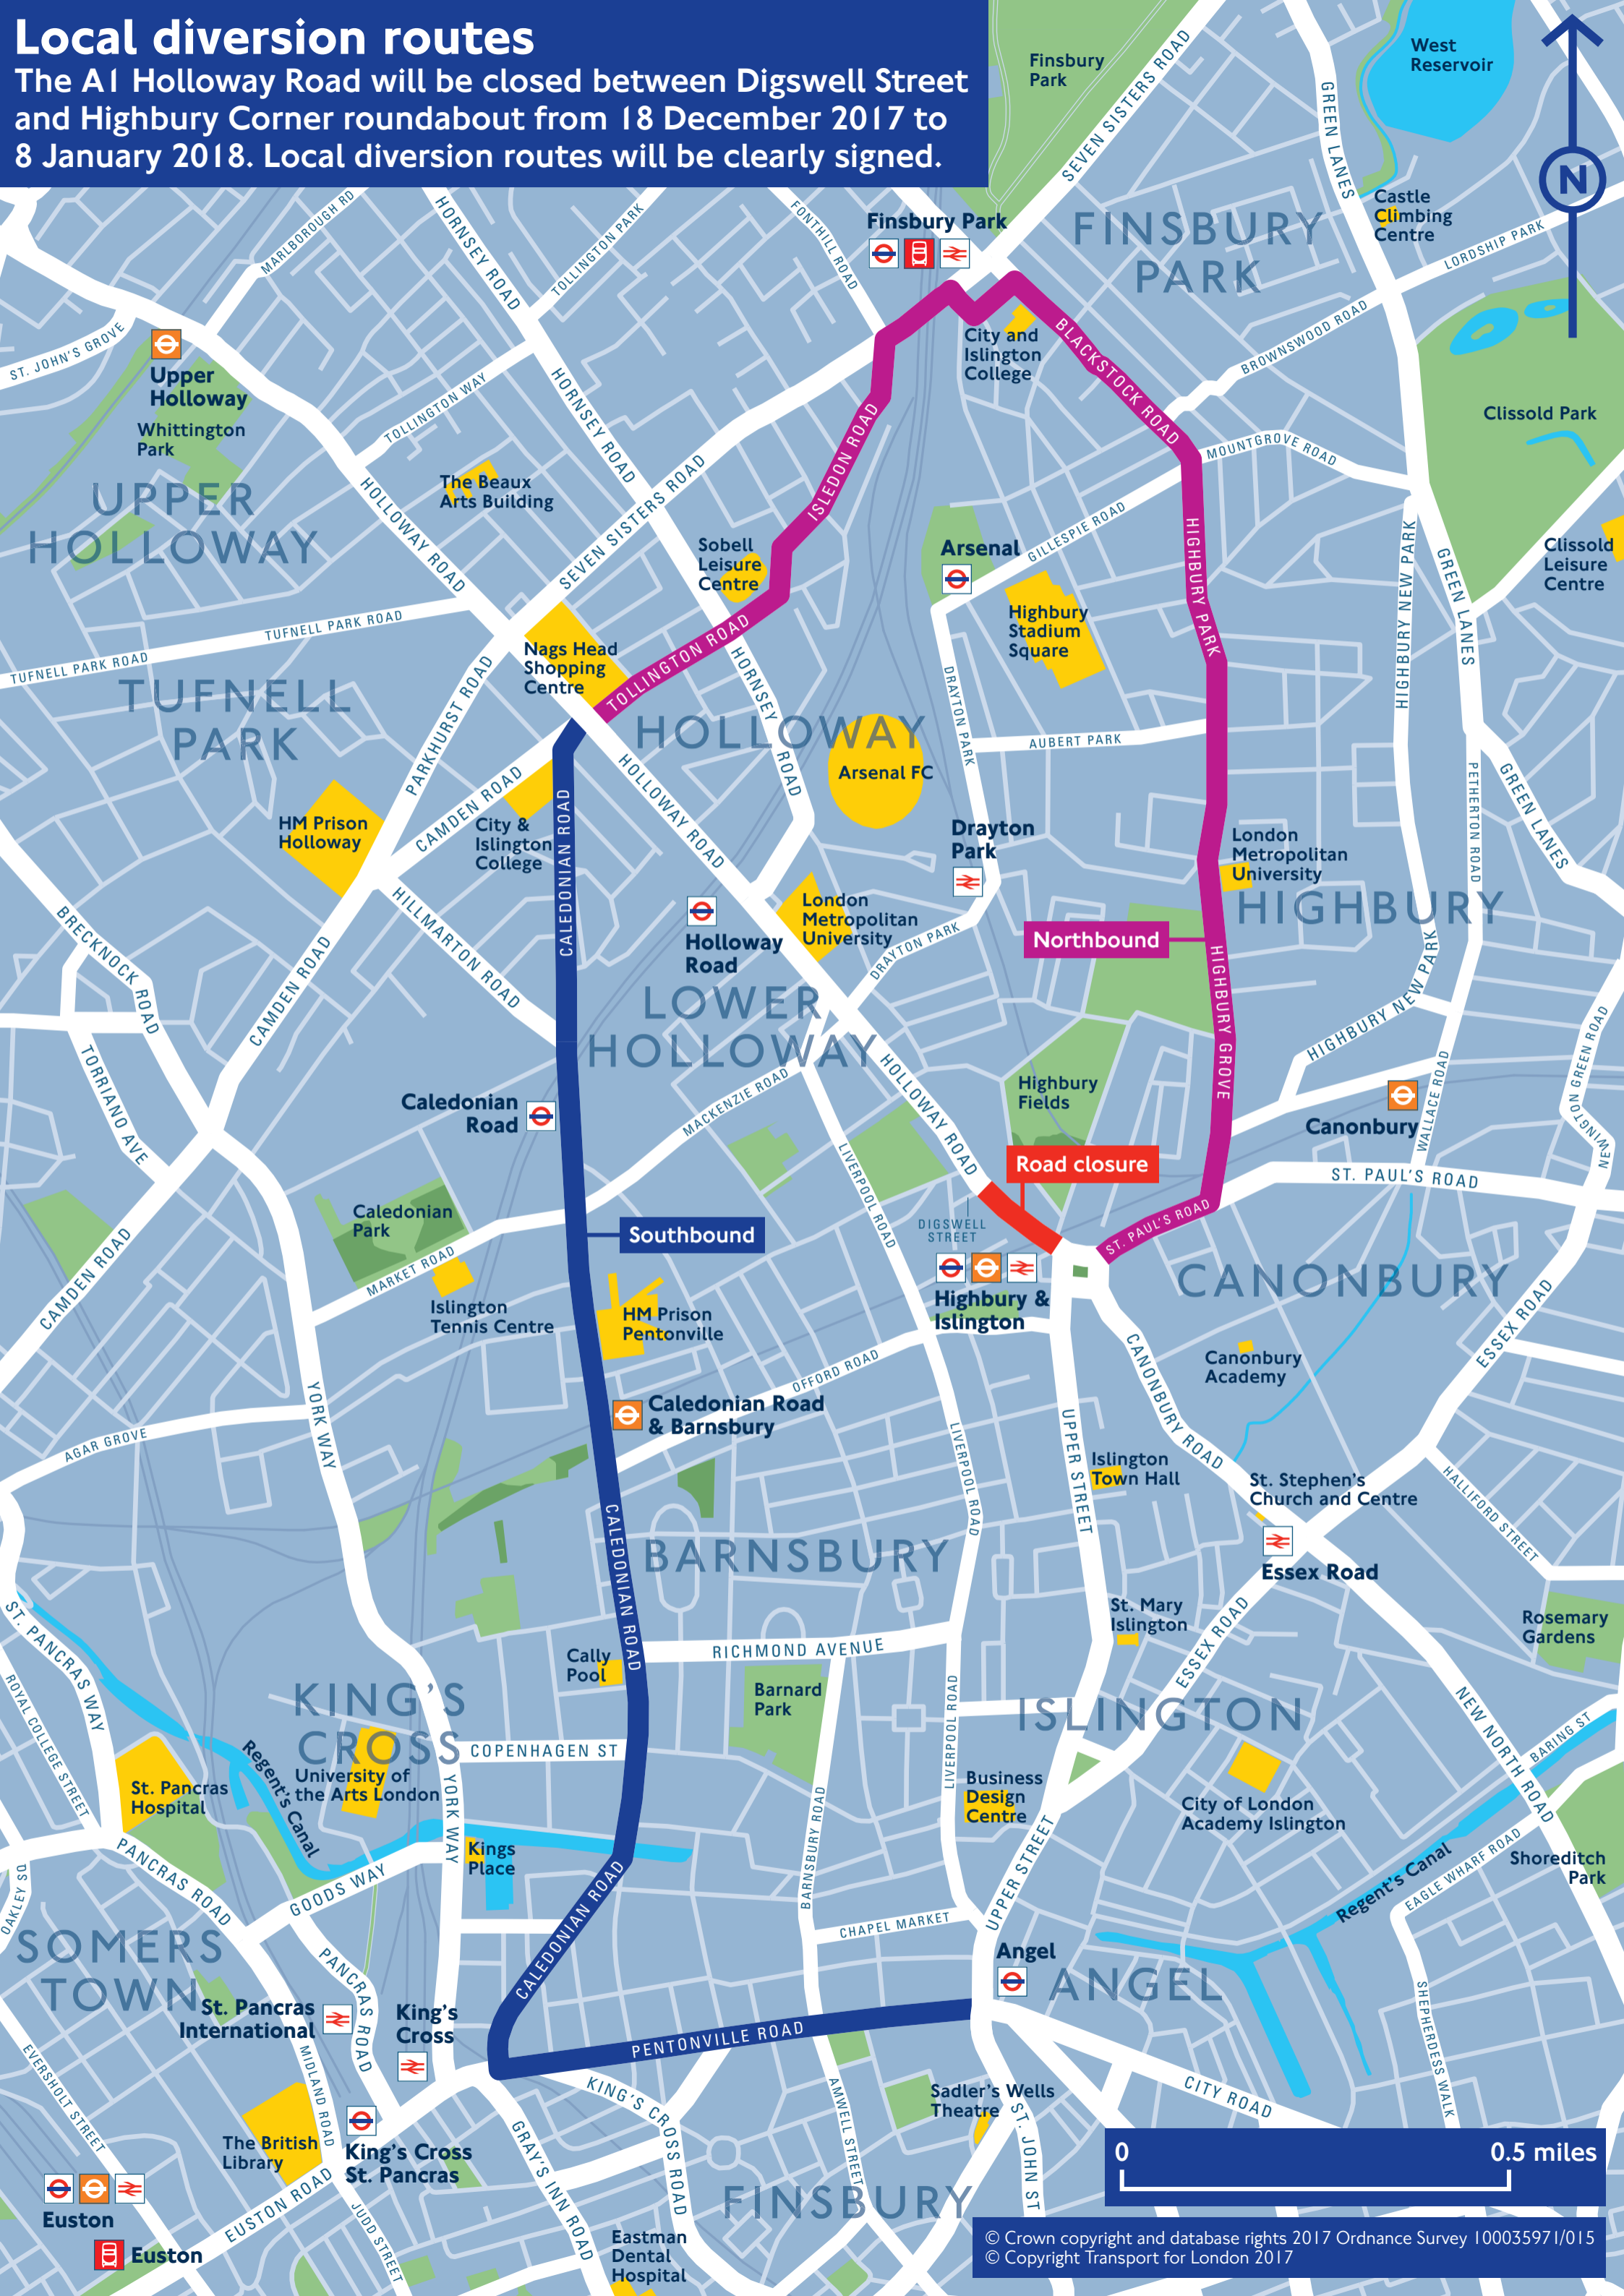 Local diversion routes
The A1 Holloway Road will be closed between Digswell Street
and Highbury Corner roundabout from 18 December 2017 to
8 January 2018. Local diversion routes will be clearly signed.
Finsbury
Park
SEVEN SISTERS ROAD
GREEN LANES
West
Reservoir
N
Castle
Climbing
Centre
LORDSHIP PARK
MARLBOROUGH RD
HORNSEY ROAD
TOLLINGTON PARK
FONTHILL ROAD
Finsbury Park
FINSBURY
PARK
ST. JOHN'S GROVE
Upper
Holloway
Whittington
Park
TOLLINGTON WAY
HORNSEY ROAD
City and
Islington
College
BLACKSTOCK ROAD
BROWNSWOOD ROAD
Clissold Park
UPPER
HOLLOWAY
HOLLOWAY ROAD
The Beaux
Arts Building
SEVEN SISTERS ROAD
ISLEDON ROAD
MOUNTGROVE ROAD
Sobell
Leisure
Centre
Arsenal
GILLESPIE ROAD
HIGHBURY PARK
HIGHBURY NEW PARK
GREEN LANES
Clissold
Leisure
Centre
TUFNELL PARK ROAD
TUFNELL PARK ROAD
Highbury
Stadium
Square
Nags Head
Shopping
Centre
TOLLINGTON ROAD
HORNSEY ROAD
DRAYTON PARK
TUFNELL
PARK
PARKHURST ROAD
HOLLOWAY
Arsenal FC
AUBERT PARK
HOLLOWAY ROAD
PETHERTON ROAD
GREEN LANES
HM Prison
Holloway
CAMDEN ROAD
City &
Islington
College
CALEDONIAN ROAD
Drayton
Park
London
Metropolitan
University
HIGHBURY
HILLMARTON ROAD
Holloway
Road
London
Metropolitan
University
DRAYTON PARK
Northbound
HIGHBURY GROVE
HIGHBURY NEW PARK
BRECKNOCK ROAD
CAMDEN ROAD
LOWER
HOLLOWAY
TORRIANO AVE
Caledonian
Road
MACKENZIE ROAD
HOLLOWAY ROAD
Highbury
Fields
Canonbury
WALLACE ROAD
NEWINGTON GREEN ROAD
Road closure
ST. PAUL'S ROAD
LIVERPOOL ROAD
DIGSWELL
STREET
ST. PAUL'S ROAD
Caledonian
Park
MARKET ROAD
Southbound
CAMDEN ROAD
Islington
Tennis Centre
HM Prison
Pentonville
Highbury &
Islington
CANONBURY
OFFORD ROAD
CANONBURY ROAD
Canonbury
Academy
ESSEX ROAD
YORK WAY
AGAR GROVE
Caledonian Road
& Barnsbury
LIVERPOOL ROAD
UPPER STREET
Islington
Town Hall
St. Stephen's
Church and Centre
HALLIFORD STREET
CALEDONIAN ROAD
BARNSBURY
Essex Road
ST. PANCRAS WAY
ROYAL COLLEGE STREET
Cally
Pool
RICHMOND AVENUE
St. Mary
Islington
ESSEX ROAD
Rosemary
Gardens
KING'S
CROSS
Barnard
Park
LIVERPOOL ROAD
ISLINGTON
NEW NORTH ROAD
BARING ST
COPENHAGEN ST
University of
the Arts London
Regent's Canal
St. Pancras
Hospital
YORK WAY
Business
Design
Centre
City of London
Academy Islington
PANCRAS ROAD
GOODS WAY
Kings
Place
BARNSBURY ROAD
UPPER STREET
Regent's Canal
EAGLE WHARF ROAD
Shoreditch
Park
OAKLEY SQ
CALEDONIAN ROAD
CHAPEL MARKET
SOMERS
TOWN
PANCRAS ROAD
St. Pancras
International
King's
Cross
Angel
ANGEL
SHEPHERDESS WALK
PENTONVILLE ROAD
EVERSHOLT STREET
MIDLAND ROAD
KING'S CROSS ROAD
AMWELL STREET
Sadler's Wells
Theatre
ST. JOHN ST
CITY ROAD
The British
Library
King's Cross
St. Pancras
GRAY'S INN ROAD
0 0.5 miles
Euston
EUSTON ROAD
JUDD STREET
FINSBURY
Euston
Eastman
Dental
Hospital
© Crown copyright and database rights 2017 Ordnance Survey 100035971/015
© Copyright Transport for London 2017